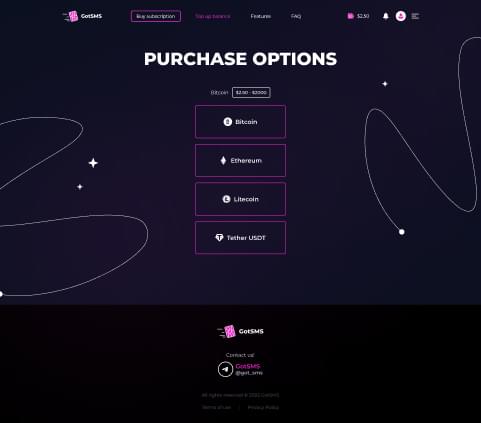 GotSMS
Buy subscription
Top up balance
Features
FAQ
$2.50
PURCHASE OPTIONS
Bitcoin $2.50 - $2000
Bitcoin
Ethereum
Litecoin
Tether USDT
GotSMS
Contact us!
GotSMS
@got_sms
All rights reserved © 2022 GotSMS
Terms of use | Privacy Policy